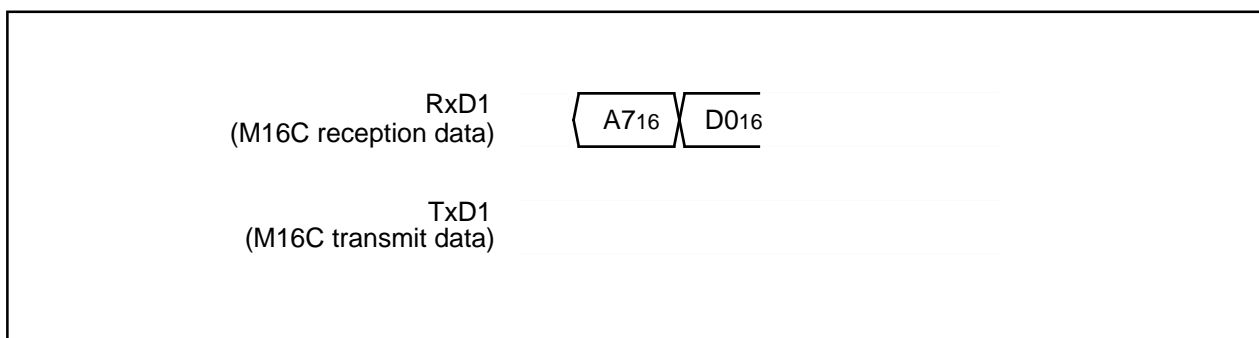 RxD1
(M16C reception data)
A716
D016
TxD1
(M16C transmit data)